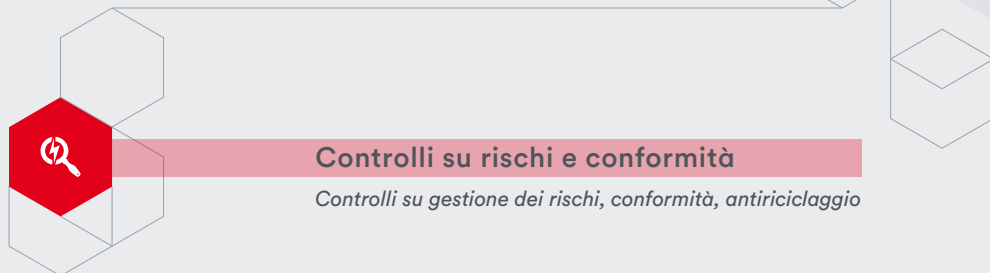 Controlli su rischi e conformità
Controlli su gestione dei rischi, conformità, antiriciclaggio